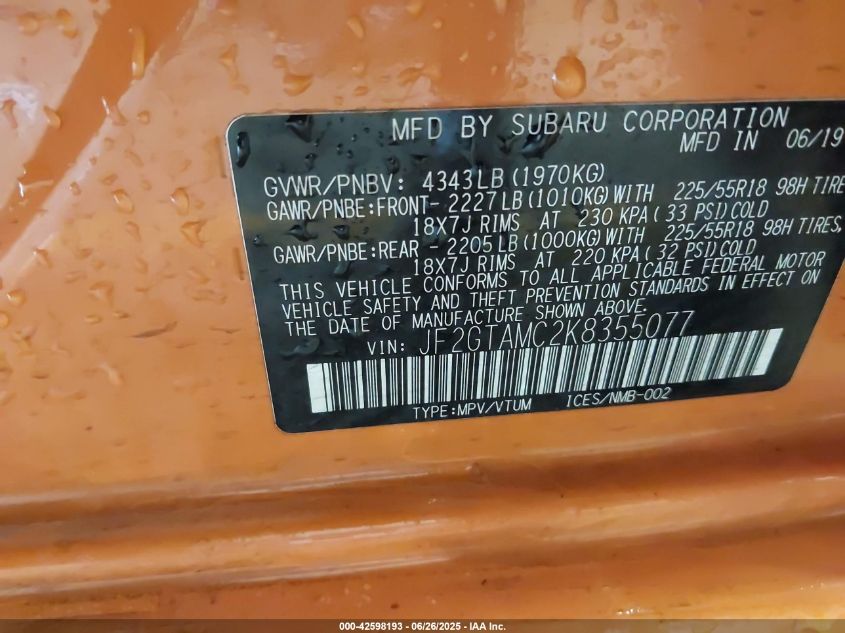 MFD BY SUBARU CORPORATION
MFD IN 06/19
GVWR/PNBV: 4343LB(1970KG)
GAWR/PNBE:FRONT-2227LB(1010KG)WITH 225/55R18 98H TIRE
18X7J RIMS AT 230 KPA( 33 PSI)COLD
GAWR/PNBE:REAR -2205LB(1000KG)WITH 225/55R18 98H TIRES,
18X7J RIMS AT 220 KPA( 32 PSI)COLD
THIS VEHICLE CONFORMS TO ALL APPLICABLE FEDERAL MOTOR
VEHICLE SAFETY AND THEFT PREVENTION STANDARDS IN EFFECT ON
THE DATE OF MANUFACTURE SHOWN ABOVE.
VIN: JF2GTAMC2K8355077
TYPE:MPV/VTUM ICES/NMB-002
000-42598193 - 06/26/2025 - IAA Inc.